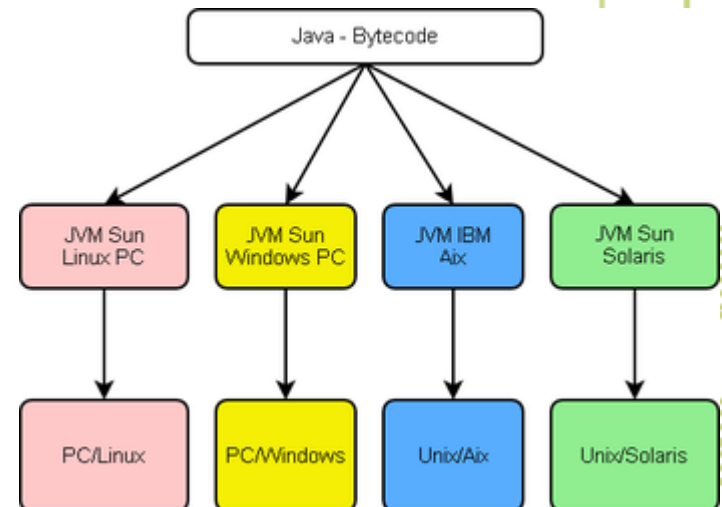 Java - Bytecode
JVM Sun
Linux PC
JVM Sun
Windows PC
JVM IBM
Aix
JVM Sun
Solaris
PC/Linux
PC/Windows
Unix/Aix
Unix/Solaris